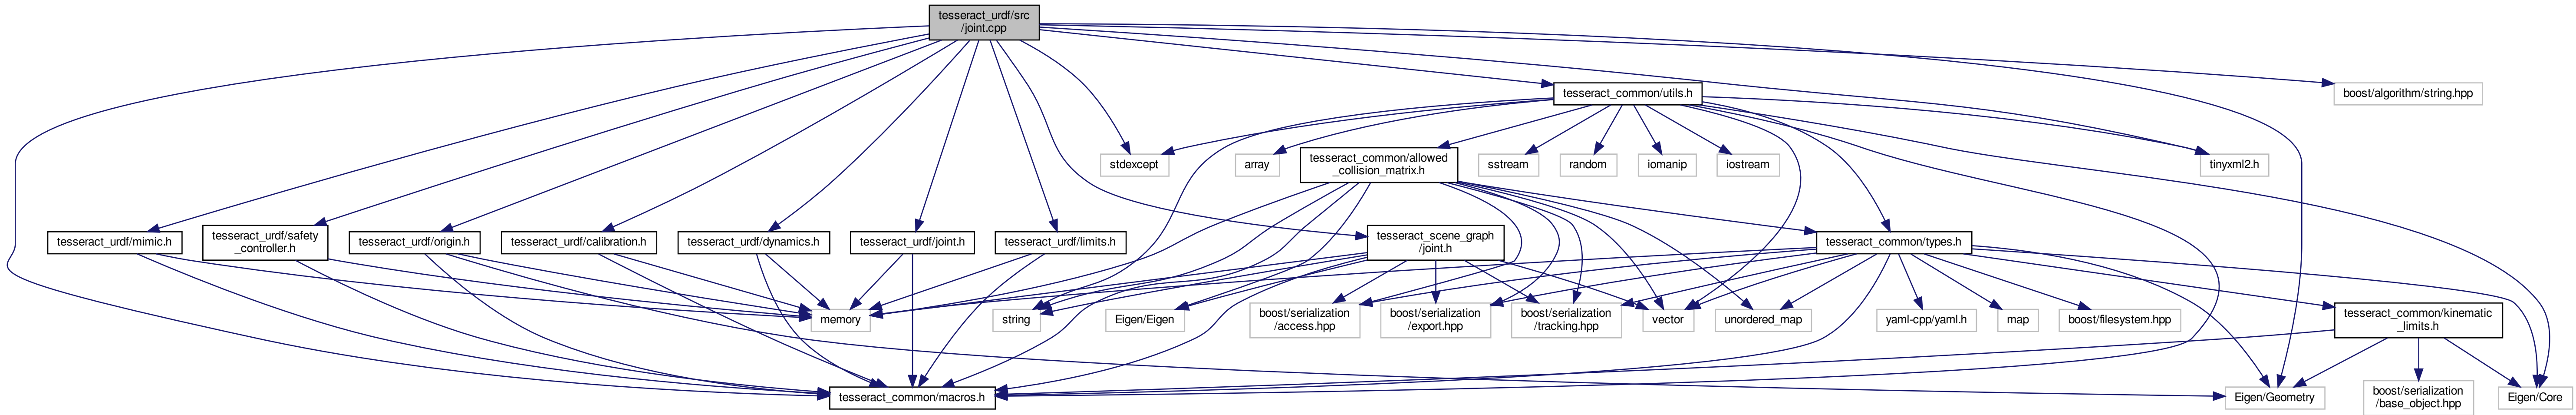 tesseract_urdf/src
/joint.cpp
tesseract_common/utils.h
boost/algorithm/string.hpp
stdexcept
array
tesseract_common/allowed
_collision_matrix.h
sstream
random
iomanip
iostream
tinyxml2.h
tesseract_urdf/mimic.h
tesseract_urdf/safety
_controller.h
tesseract_urdf/origin.h
tesseract_urdf/calibration.h
tesseract_urdf/dynamics.h
tesseract_urdf/joint.h
tesseract_urdf/limits.h
tesseract_scene_graph
/joint.h
tesseract_common/types.h
memory
string
Eigen/Eigen
boost/serialization
/access.hpp
boost/serialization
/export.hpp
boost/serialization
/tracking.hpp
vector
unordered_map
yaml-cpp/yaml.h
map
boost/filesystem.hpp
tesseract_common/kinematic
_limits.h
tesseract_common/macros.h
Eigen/Geometry
boost/serialization
/base_object.hpp
Eigen/Core